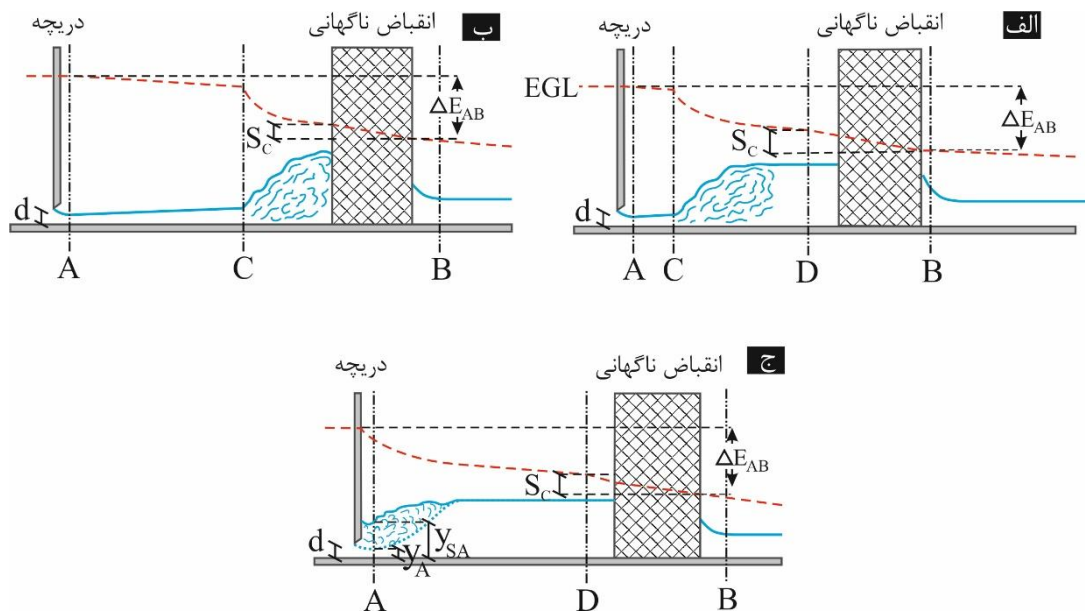 الف
انقباض ناگهانی
دریچه
EGL
ΔE_AB
S_C
d
A
C
D
B
ب
انقباض ناگهانی
دریچه
ΔE_AB
S_C
d
A
C
B
ج
انقباض ناگهانی
دریچه
ΔE_AB
S_C
d
y_A
y_SA
A
D
B